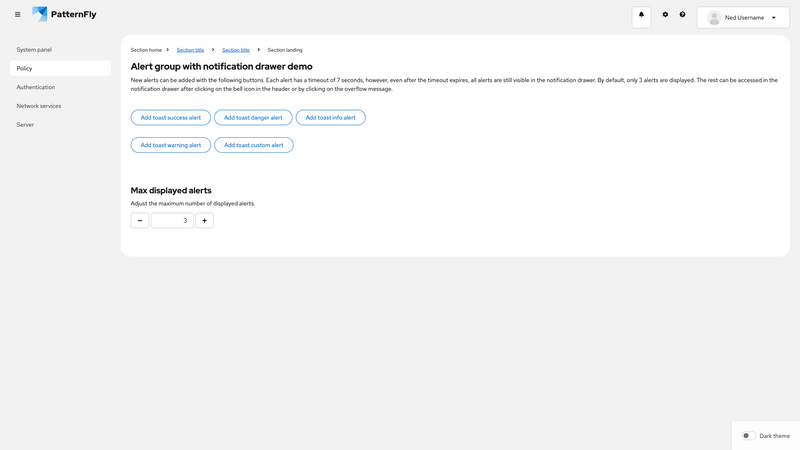 PatternFly
Ned Username
System panel
Policy
Authentication
Network services
Server
Section home
Section title
Section title
Section landing
Alert group with notification drawer demo
New alerts can be added with the following buttons. Each alert has a timeout of 7 seconds, however, even after the timeout expires, all alerts are still visible in the notification drawer. By default, only 3 alerts are displayed. The rest can be accessed in the
notification drawer after clicking on the bell icon in the header or by clicking on the overflow message.
Add toast success alert
Add toast danger alert
Add toast info alert
Add toast warning alert
Add toast custom alert
Max displayed alerts
Adjust the maximum number of displayed alerts.
3
Dark theme